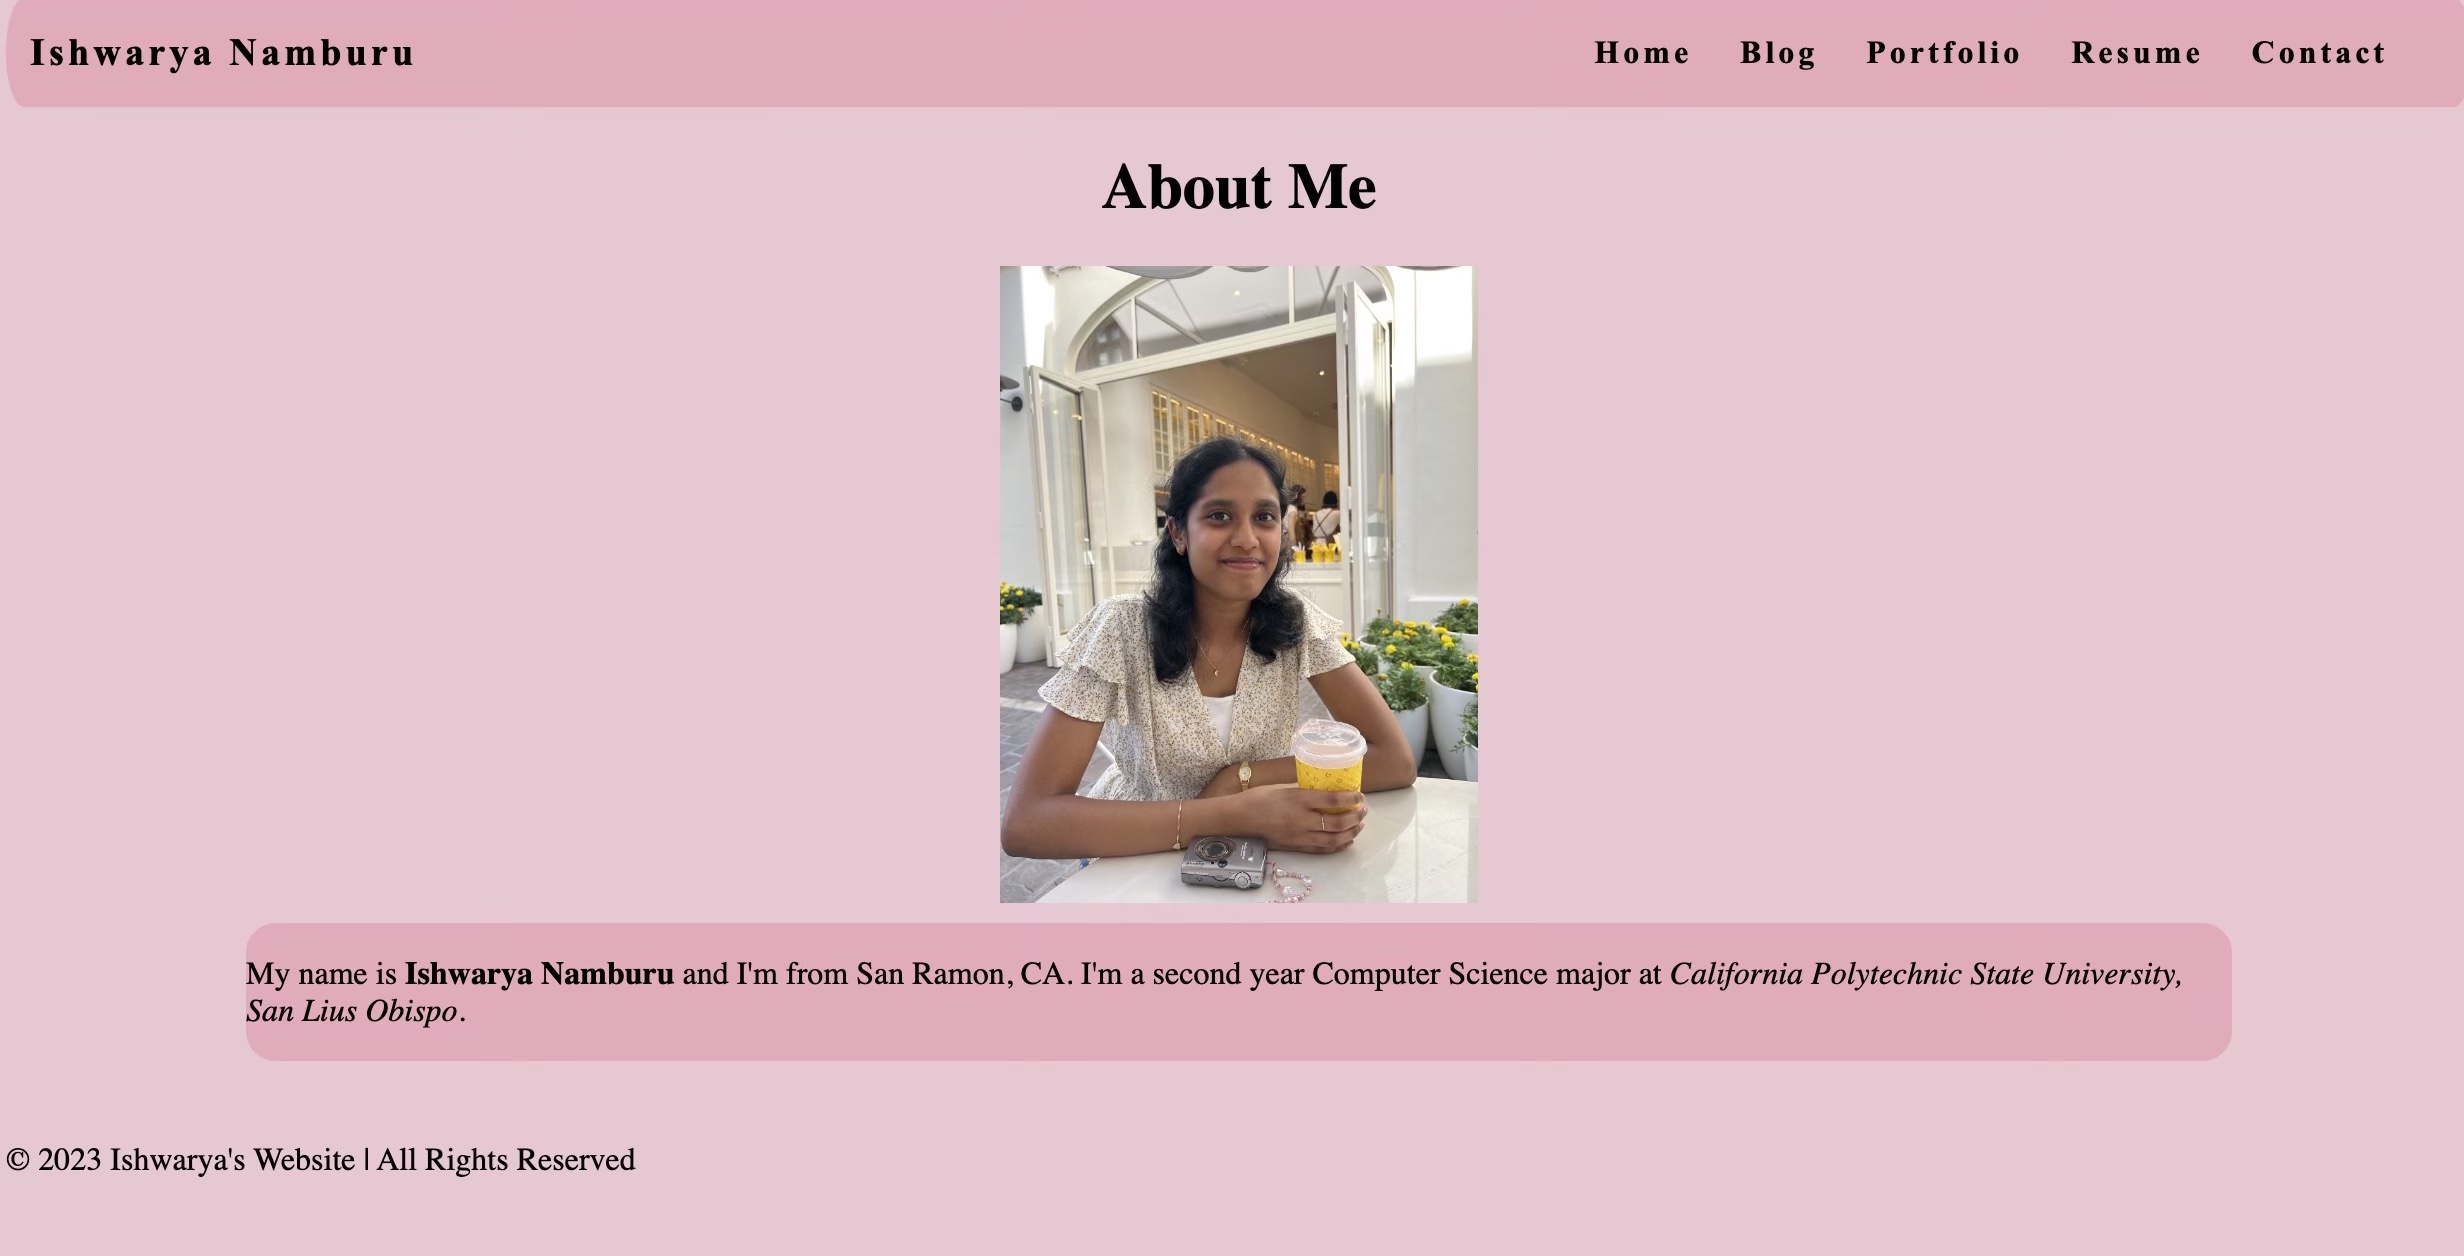 Ishwarya Namburu Home Blog Portfolio Resume Contact
About Me
My name is Ishwarya Namburu and I'm from San Ramon, CA. I'm a second year Computer Science major at California Polytechnic State University,
San Lius Obispo.
© 2023 Ishwarya's Website | All Rights Reserved